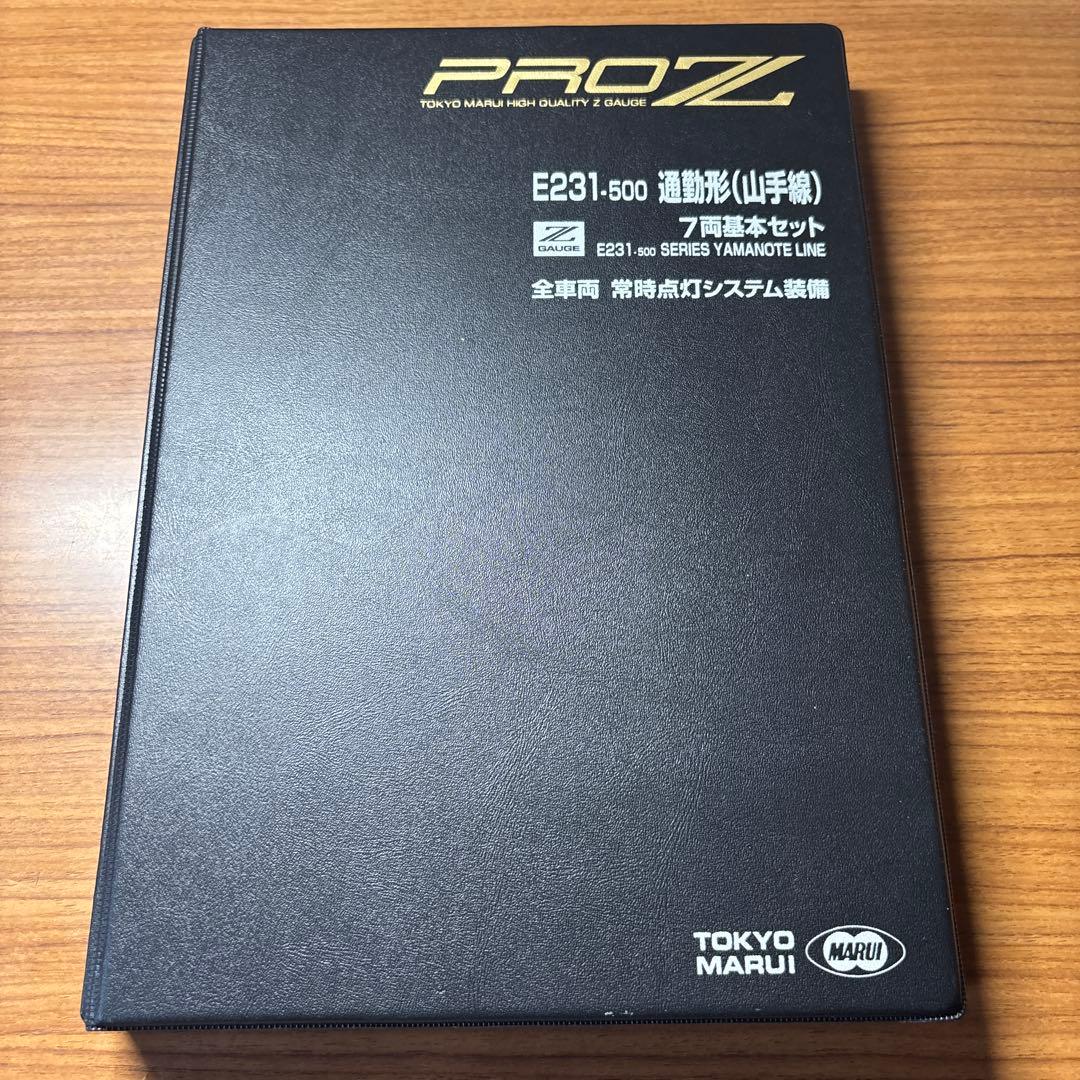 PROZ
TOKYO MARUI HIGH QUALITY Z GAUGE
E231-500 通勤形(山手線)
7両基本セット
Z GAUGE
E231-500 SERIES YAMANOTE LINE
全車両 常時点灯システム装備
TOKYO
MARUI
MARUI